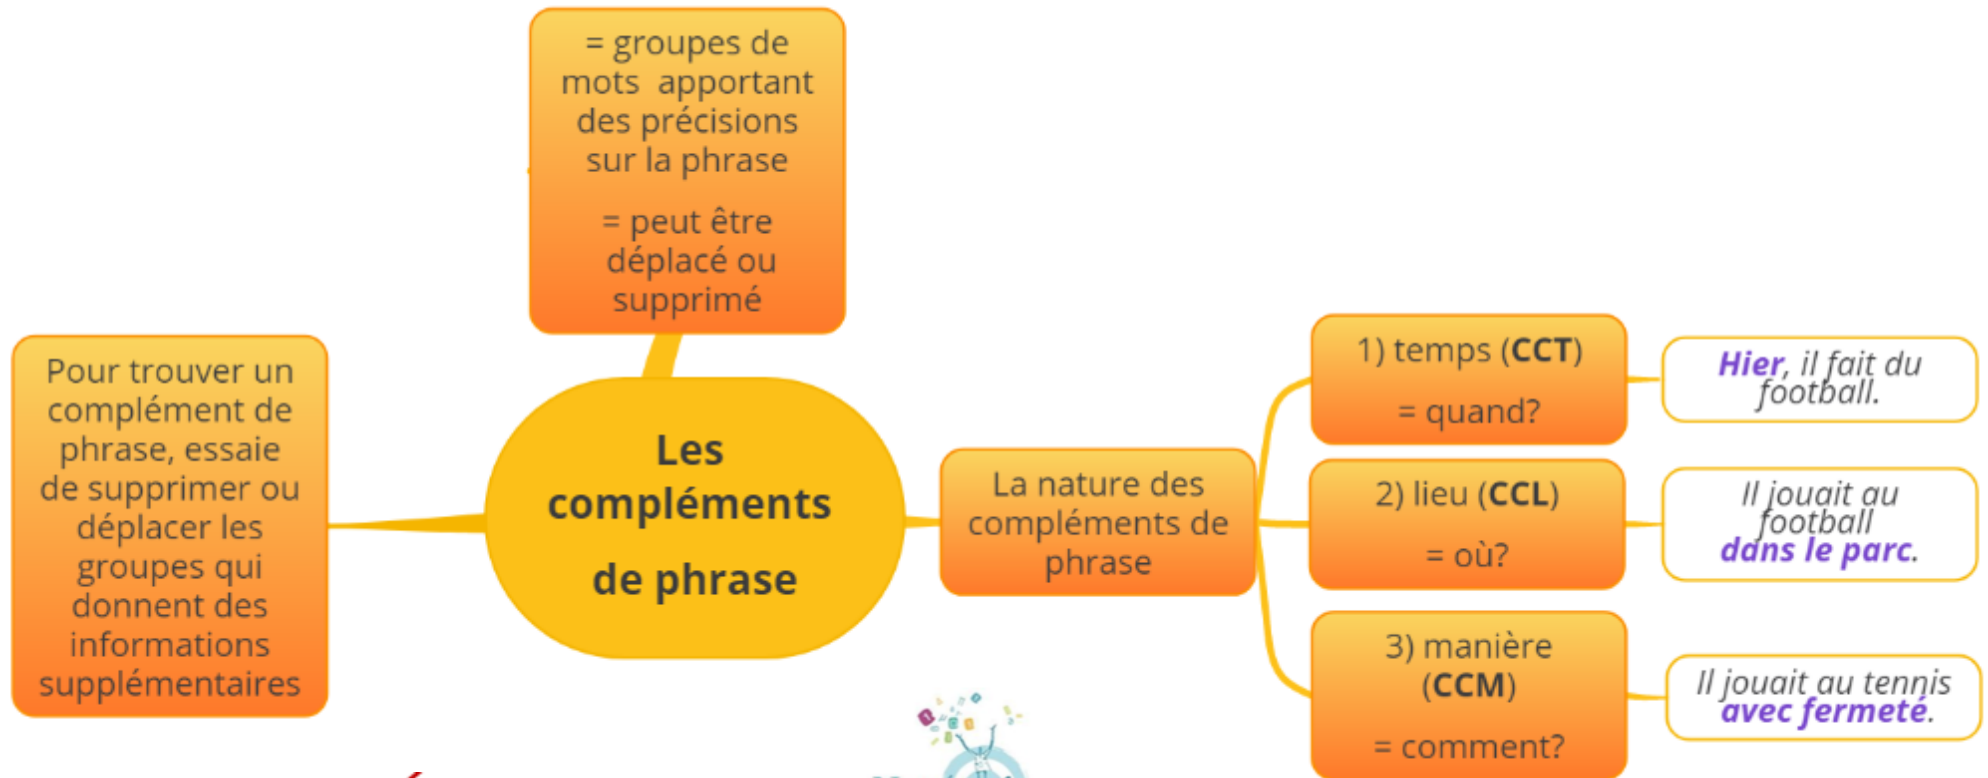 = groupes de
mots apportant
des précisions
sur la phrase
= peut être
déplacé ou
supprimé
Pour trouver un
complément de
phrase, essaie
de supprimer ou
déplacer les
groupes qui
donnent des
informations
supplémentaires
Les
compléments
de phrase
La nature des
compléments de
phrase
1) temps (CCT)
= quand?
Hier, il fait du
football.
2) lieu (CCL)
= où?
Il jouait au
football
dans le parc.
3) manière
(CCM)
= comment?
Il jouait au tennis
avec fermeté.